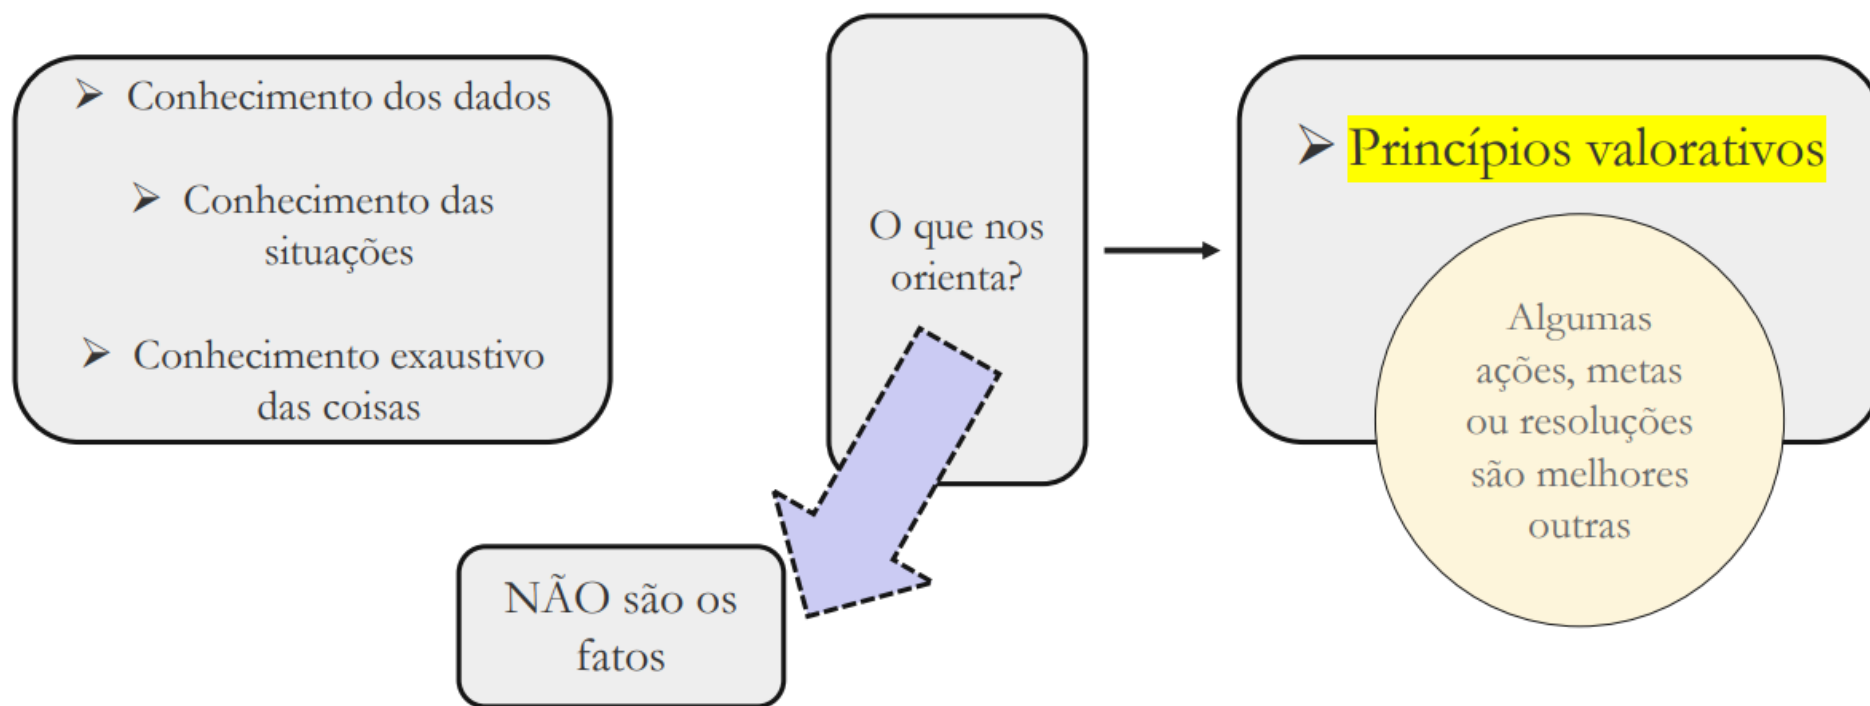 ➢ Conhecimento dos dados
➢ Conhecimento das
situações
➢ Conhecimento exaustivo
das coisas
O que nos
orienta?
NÃO são os
fatos
➢ Princípios valorativos
Algumas
ações, metas
ou resoluções
são melhores
outras